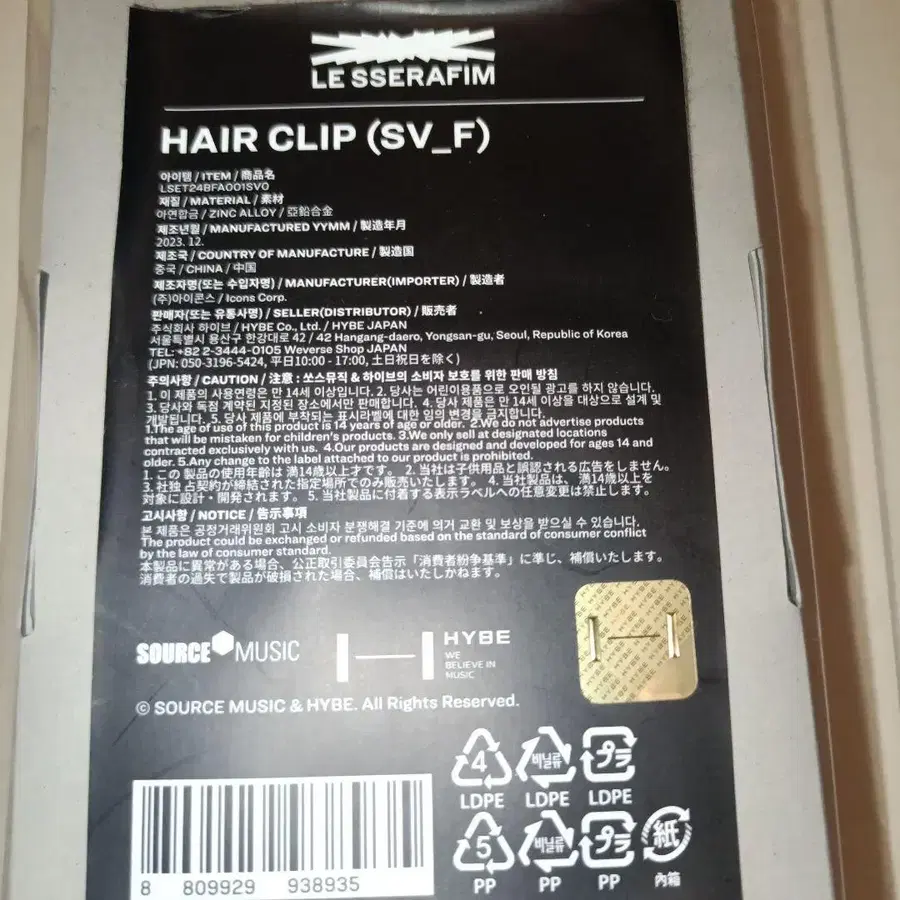 LE SSERAFIM
HAIR CLIP (SV_F)
아이템 / ITEM / 商品名
LSET24BFA001SV0
재질 / MATERIAL / 素材
아연합금 / ZINC ALLOY / 亞鉛合金
제조년월 / MANUFACTURED YYMM / 製造年月
2023. 12.
제조국 / COUNTRY OF MANUFACTURE / 製造国
중국 / CHINA / 中国
제조자명(또는 수입자명) / MANUFACTURER(IMPORTER) / 製造者
(주)아이콘스 / Icons Corp.
판매자(또는 유통사명) / SELLER(DISTRIBUTOR) / 販売者
주식회사 하이브 / HYBE Co., Ltd. / HYBE JAPAN
서울특별시 용산구 한강대로 42 / 42 Hangang-daero, Yongsan-gu, Seoul, Republic of Korea
TEL: +82 2-3444-0105 Weverse Shop JAPAN
(JPN: 050-3196-5424, 平日10:00 - 17:00, 土日祝日を除く)
주의사항 / CAUTION / 注意 : 쏘스뮤직 & 하이브의 소비자 보호를 위한 판매 방침
1. 이 제품의 사용연령은 만 14세 이상입니다. 2. 당사는 어린이용품으로 오인될 광고를 하지 않습니다.
3. 당사와 독점 계약된 지정된 장소에서만 판매합니다. 4. 당사 제품은 만 14세 이상을 대상으로 설계 및
개발됩니다. 5. 당사 제품에 부착되는 표시라벨에 대한 임의 변경을 금지합니다.
1.The age of use of this product is 14 years of age or older. 2.We do not advertise products
that will be mistaken for children's products. 3.We only sell at designated locations
contracted exclusively with us. 4.Our products are designed and developed for ages 14 and
older. 5.Any change to the label attached to our product is prohibited.
1. この製品の使用年齢は 満14歳以上才です。 2. 当社は子供用品と誤認される広告をしません。
3. 社独占契約が締結された指定場所でのみ販売いたします。 4. 当社製品は、満14歳以上を
対象に設計・開発されます。 5. 当社製品に付着する表示ラベルへの任意変更は禁止します。
고시사항 / NOTICE / 告示事項
본 제품은 공정거래위원회 고시 소비자 분쟁해결 기준에 의거 교환 및 보상을 받으실 수 있습니다.
The product could be exchanged or refunded based on the standard of consumer conflict
by the law of consumer standard.
本製品に異常がある場合、公正取引委員会告示「消費者紛争基準」に準じ、補償いたします。
消費者の過失で製品が破損された場合、補償はいたしかねます。
SOURCE MUSIC
HYBE
WE
BELIEVE IN
MUSIC
© SOURCE MUSIC & HYBE. All Rights Reserved.
4 비닐류 プラ
LDPE LDPE LDPE
5 비닐류 プラ 紙
PP PP PP 内箱
8 809929 938935